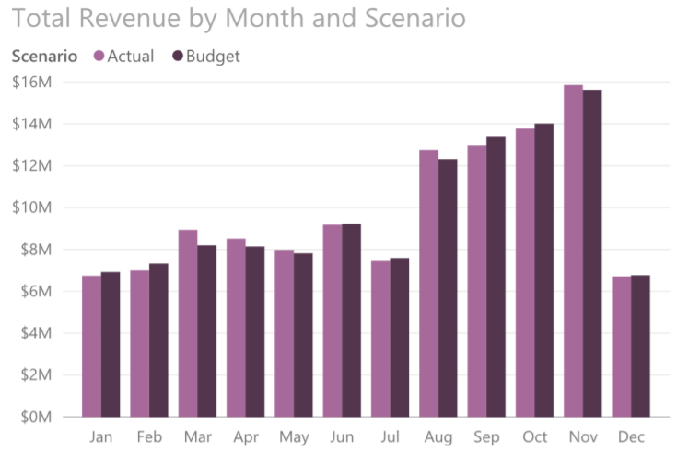 Total Revenue by Month and Scenario
Scenario Actual Budget
$16M
$14M
$12M
$10M
$8M
$6M
$4M
$2M
$0M
Jan Feb Mar Apr May Jun Jul Aug Sep Oct Nov Dec